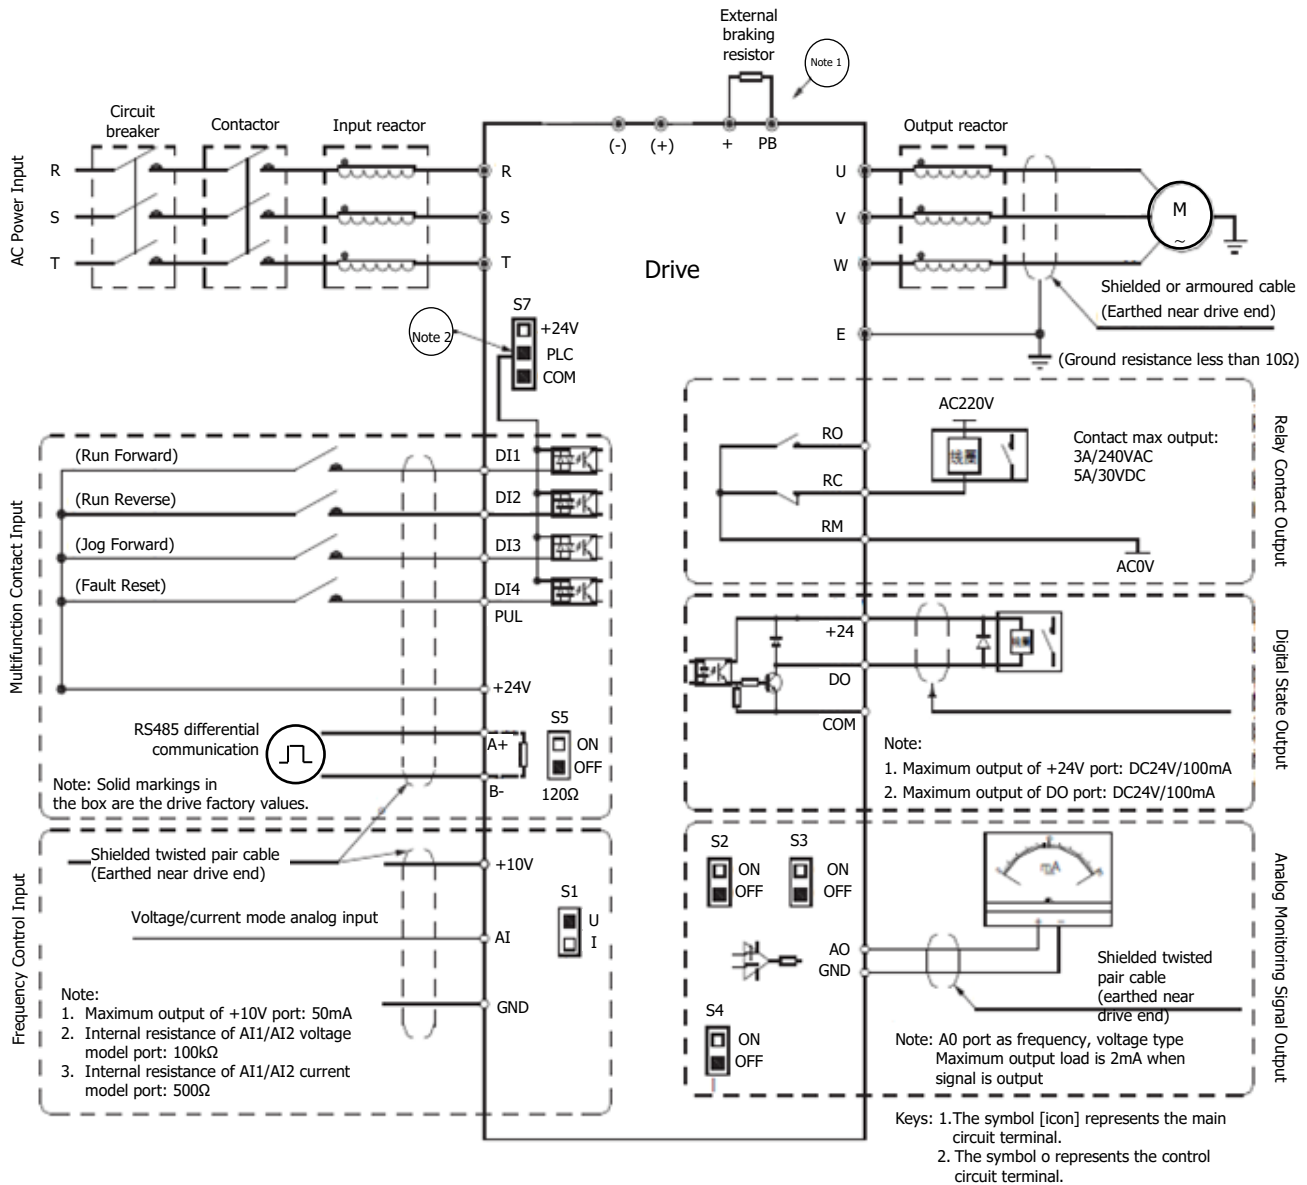 External
braking
resistor
Note 1
Circuit
breaker
Contactor
Input reactor
(-)
(+)
+
PB
Output reactor
AC Power Input
R
S
T
R
S
T
Drive
U
V
W
E
M
~
Shielded or armoured cable
(Earthed near drive end)
(Ground resistance less than 10Ω)
Note 2
S7
+24V
PLC
COM
Multifunction Contact Input
(Run Forward)
(Run Reverse)
(Jog Forward)
(Fault Reset)
DI1
DI2
DI3
DI4
PUL
+24V
RS485 differential
communication
A+
B-
S5
ON
OFF
120Ω
Note: Solid markings in
the box are the drive factory values.
Relay Contact Output
RO
RC
RM
AC220V
线圈
Contact max output:
3A/240VAC
5A/30VDC
AC0V
Digital State Output
+24
DO
COM
线圈
Note:
1. Maximum output of +24V port: DC24V/100mA
2. Maximum output of DO port: DC24V/100mA
Frequency Control Input
Shielded twisted pair cable
(Earthed near drive end)
+10V
S1
U
I
Voltage/current mode analog input
AI
GND
Note:
1. Maximum output of +10V port: 50mA
2. Internal resistance of AI1/AI2 voltage
model port: 100kΩ
3. Internal resistance of AI1/AI2 current
model port: 500Ω
Analog Monitoring Signal Output
S2
ON
OFF
S3
ON
OFF
mA
+
-
AO
GND
Shielded twisted
pair cable
(earthed near
drive end)
S4
ON
OFF
Note: A0 port as frequency, voltage type
Maximum output load is 2mA when
signal is output
Keys: 1.The symbol [icon] represents the main
circuit terminal.
2. The symbol o represents the control
circuit terminal.